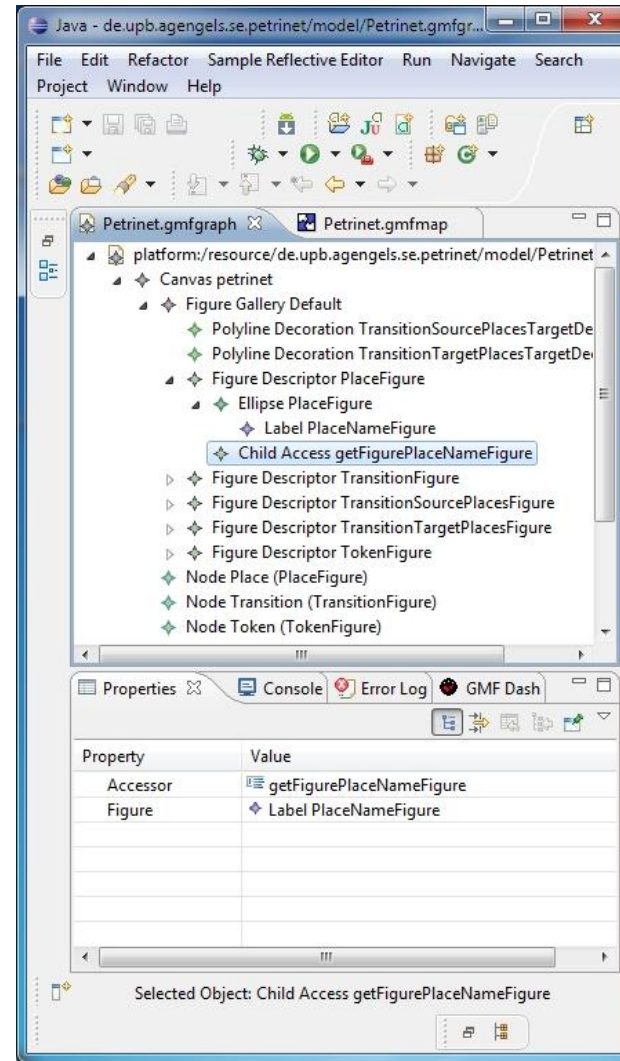 Java - de.upb.agengels.se.petrinet/model/Petrinet.gmfgr...
File Edit Refactor Sample Reflective Editor Run Navigate Search
Project Window Help
Petrinet.gmfgraph Petrinet.gmfmap
platform:/resource/de.upb.agengels.se.petrinet/model/Petrinet
Canvas petrinet
Figure Gallery Default
Polyline Decoration TransitionSourcePlacesTargetDe
Polyline Decoration TransitionTargetPlacesTargetDe
Figure Descriptor PlaceFigure
Ellipse PlaceFigure
Label PlaceNameFigure
Child Access getFigurePlaceNameFigure
Figure Descriptor TransitionFigure
Figure Descriptor TransitionSourcePlacesFigure
Figure Descriptor TransitionTargetPlacesFigure
Figure Descriptor TokenFigure
Node Place (PlaceFigure)
Node Transition (TransitionFigure)
Node Token (TokenFigure)
Properties Console Error Log GMF Dash
Property Value
Accessor getFigurePlaceNameFigure
Figure Label PlaceNameFigure
Selected Object: Child Access getFigurePlaceNameFigure